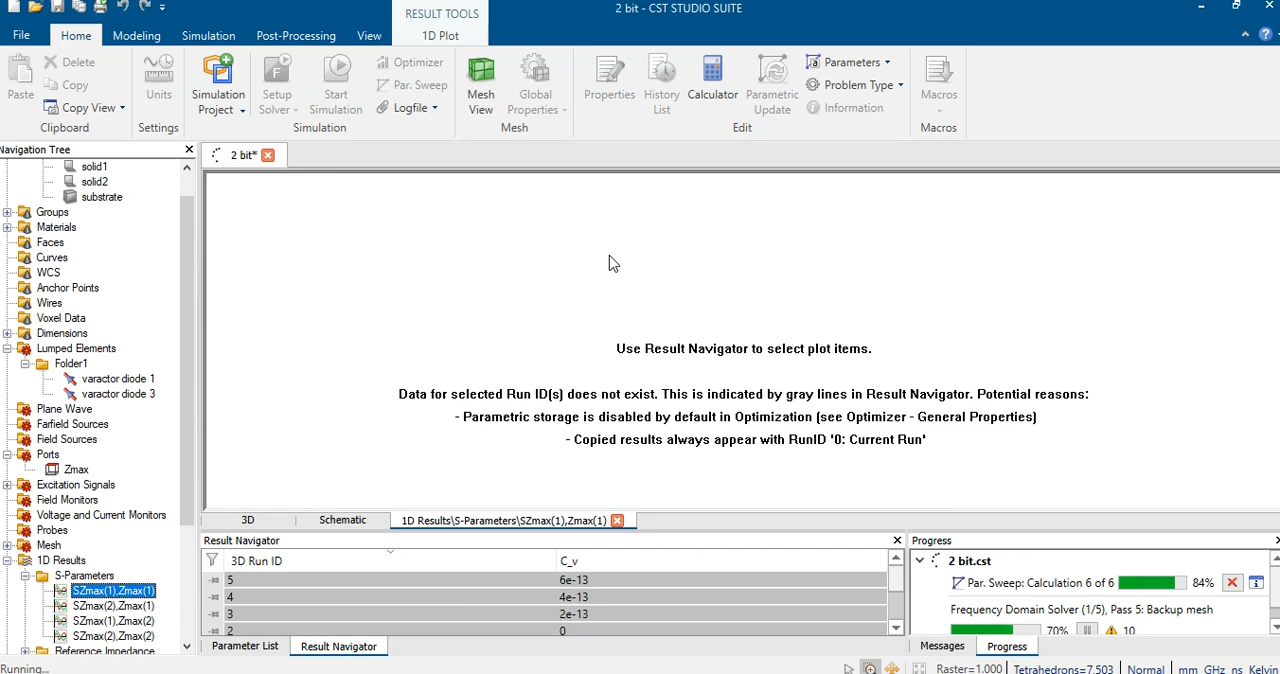 RESULT TOOLS
2 bit - CST STUDIO SUITE
File Home Modeling Simulation Post-Processing View 1D Plot
Paste
Delete
Copy
Copy View
Clipboard
Units
Settings
Simulation Project
Setup Solver
Start Simulation
Optimizer
Par. Sweep
Logfile
Simulation
Mesh View
Global Properties
Mesh
Properties
History List
Calculator
Parametric Update
Parameters
Problem Type
Information
Edit
Macros
Macros
Navigation Tree
solid1
solid2
substrate
Groups
Materials
Faces
Curves
WCS
Anchor Points
Wires
Voxel Data
Dimensions
Lumped Elements
Folder1
varactor diode 1
varactor diode 3
Plane Wave
Farfield Sources
Field Sources
Ports
Zmax
Excitation Signals
Field Monitors
Voltage and Current Monitors
Probes
Mesh
1D Results
S-Parameters
SZmax(1),Zmax(1)
SZmax(2),Zmax(1)
SZmax(1),Zmax(2)
SZmax(2),Zmax(2)
Reference Impedance
2 bit*
Use Result Navigator to select plot items.
Data for selected Run ID(s) does not exist. This is indicated by gray lines in Result Navigator. Potential reasons:
- Parametric storage is disabled by default in Optimization (see Optimizer - General Properties)
- Copied results always appear with RunID '0: Current Run'
3D Schematic 1D Results\S-Parameters\SZmax(1),Zmax(1)
Result Navigator
3D Run ID C_v
5 6e-13
4 4e-13
3 2e-13
2 0
Parameter List Result Navigator
Progress
2 bit.cst
Par. Sweep: Calculation 6 of 6 84%
Frequency Domain Solver (1/5), Pass 5: Backup mesh
70% 10
Messages Progress
Running... Raster=1.000 Tetrahedrons=7.503 Normal mm GHz ns Kelvin